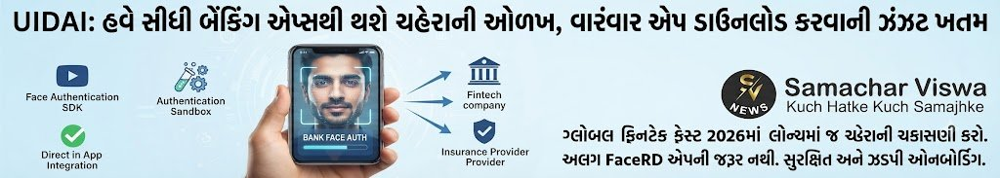 UIDAI: હવે સીધી બેંકિંગ એપ્સથી થશે ચહેરાની ઓળખ, વારંવાર એપ ડાઉનલોડ કરવાની ઝંઝટ ખતમ
Face Authentication
SDK
Authentication
Sandbox
Direct in App
Integration
BANK FACE AUTH
Fintech
company
Insurance Provider
Provider
SV
NEWS
Samachar Viswa
Kuch Hatke Kuch Samajhke
ગ્લોબલ ફિનટેક ફેસ્ટ 2026માં લોન્ચમાં જ ચહેરાની ચકાસણી કરો.
અલગ FaceRD એપની જરૂર નથી. સુરક્ષિત અને ઝડપી ઓનબોર્ડિંગ.